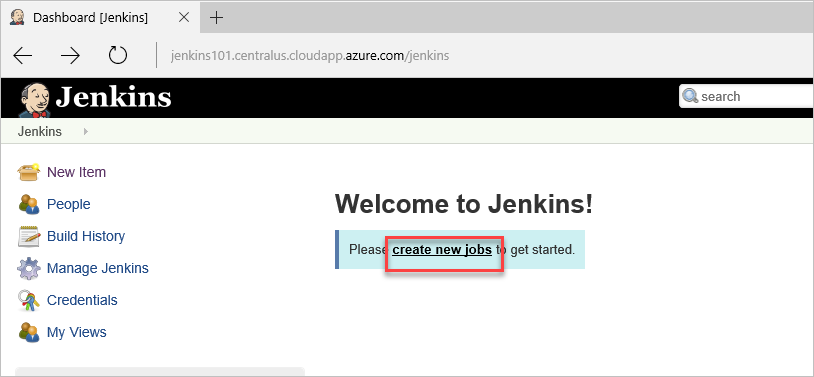 Dashboard [Jenkins]
jenkins101.centralus.cloudapp.azure.com/jenkins
Jenkins
search
Jenkins
New Item
People
Build History
Manage Jenkins
Credentials
My Views
Welcome to Jenkins!
Please create new jobs to get started.